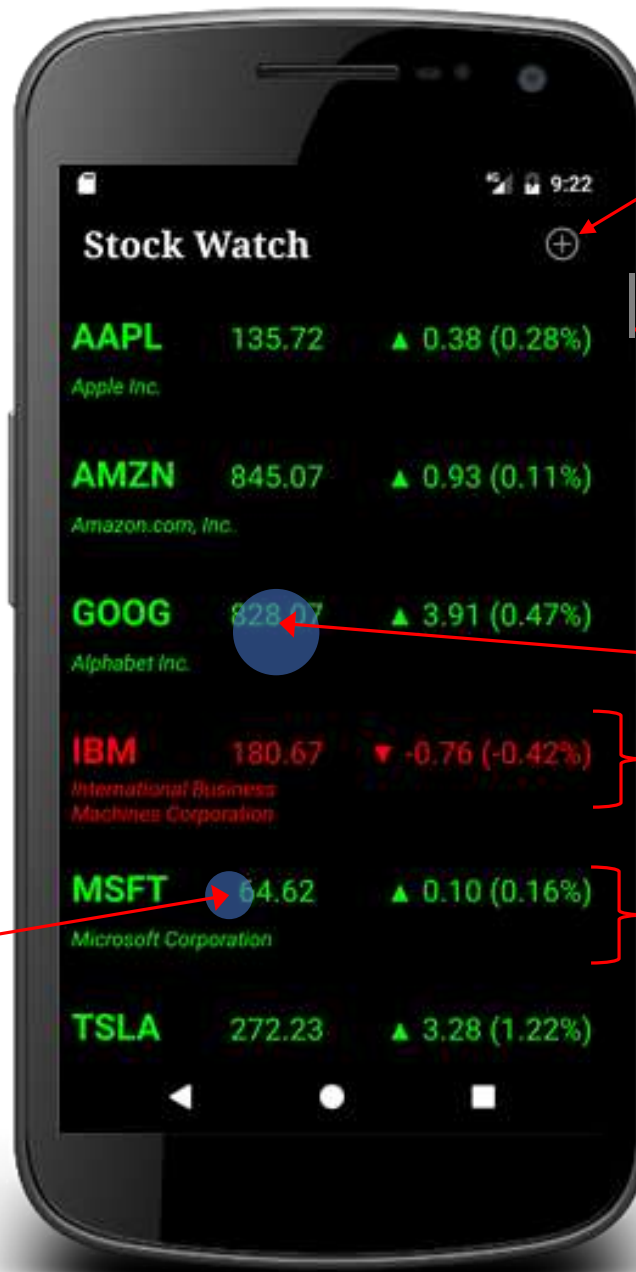 4G 9:22
Stock Watch
AAPL 135.72 ▲ 0.38 (0.28%)
Apple Inc.
AMZN 845.07 ▲ 0.93 (0.11%)
Amazon.com, Inc.
GOOG 828.07 ▲ 3.91 (0.47%)
Alphabet Inc.
IBM 180.67 ▼ -0.76 (-0.42%)
International Business
Machines Corporation
MSFT 64.62 ▲ 0.10 (0.16%)
Microsoft Corporation
TSLA 272.23 ▲ 3.28 (1.22%)